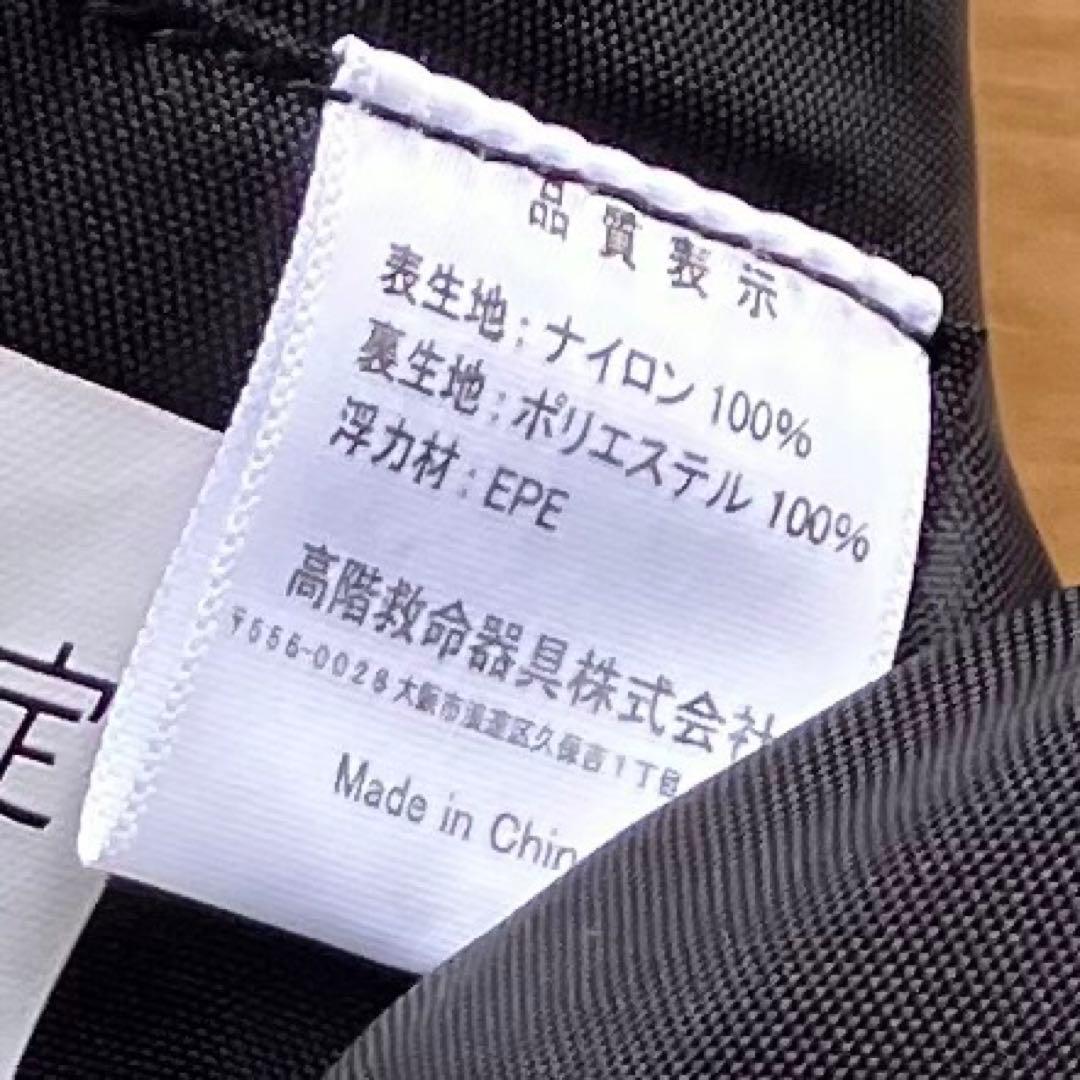 品質表示
表生地：ナイロン 100%
裏生地：ポリエステル 100%
浮力材：EPE
高階救命器具株式会社
〒556-0028 大阪市浪速区久保吉1丁目
Made in Chin
定